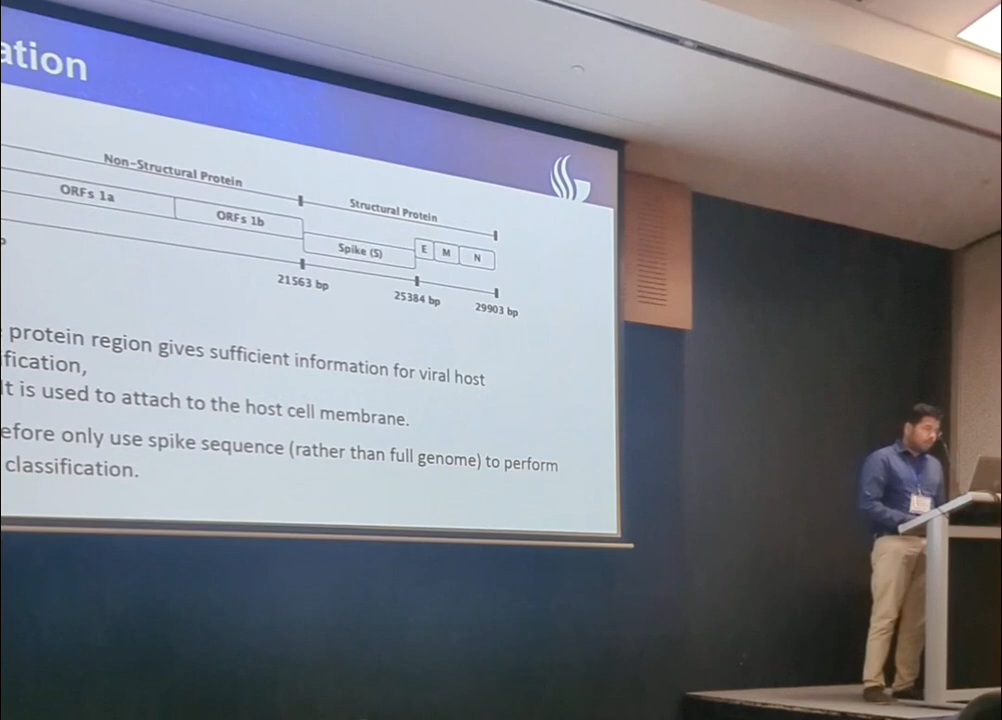 ation
Non-Structural Protein
Structural Protein
ORFs 1a
ORFs 1b
Spike (S)
E
M
N
21563 bp
25384 bp
29903 bp
protein region gives sufficient information for viral host
fication,
It is used to attach to the host cell membrane.
efore only use spike sequence (rather than full genome) to perform
classification.